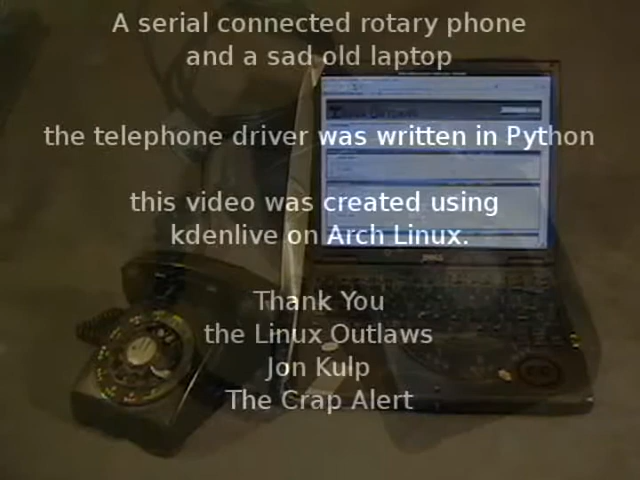 A serial connected rotary phone
and a sad old laptop
the telephone driver was written in Python
this video was created using
kdenlive on Arch Linux.
Thank You
the Linux Outlaws
Jon Kulp
The Crap Alert
DELL